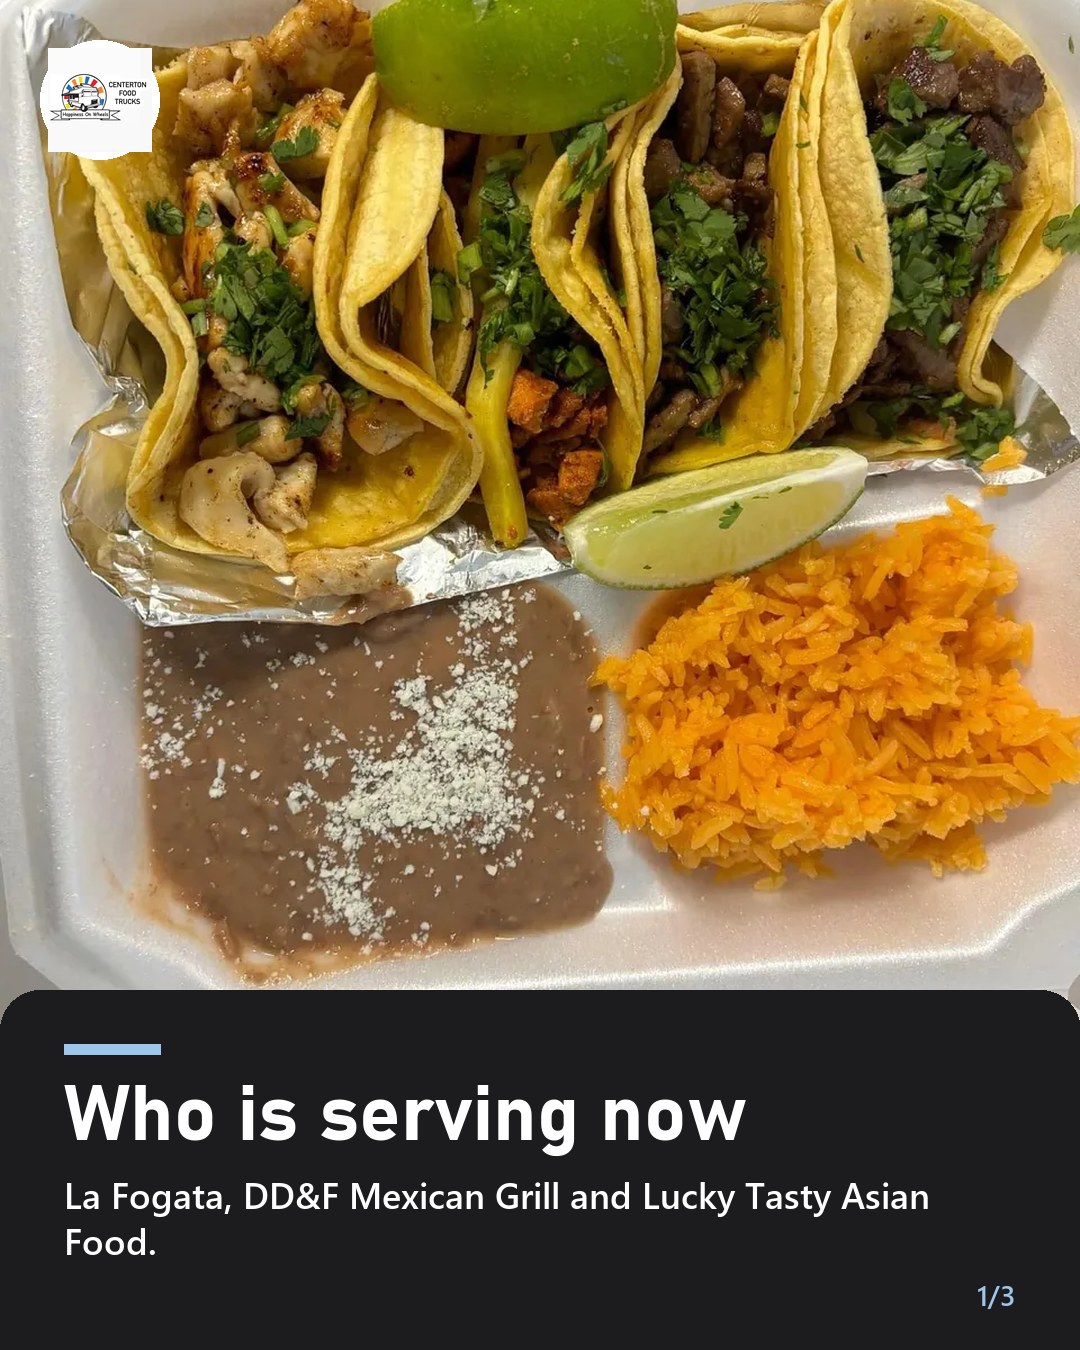 CENTERTON
FOOD
TRUCKS
Happiness On Wheels
Who is serving now
La Fogata, DD&F Mexican Grill and Lucky Tasty Asian
Food.
1/3